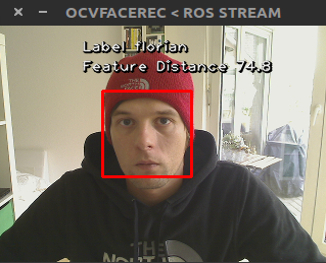 OCVFACEREC < ROS STREAM
Label florian
Feature Distance 74.8
THE
NORTH F